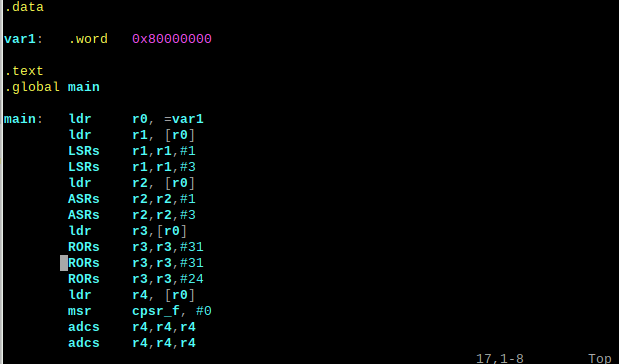 .data
var1: .word 0x80000000
.text
.global main
main: ldr r0, =var1
ldr r1, [r0]
LSRs r1,r1,#1
LSRs r1,r1,#3
ldr r2, [r0]
ASRs r2,r2,#1
ASRs r2,r2,#3
ldr r3,[r0]
RORs r3,r3,#31
RORs r3,r3,#31
RORs r3,r3,#24
ldr r4, [r0]
msr cpsr_f, #0
adcs r4,r4,r4
adcs r4,r4,r4
17,1-8 Top